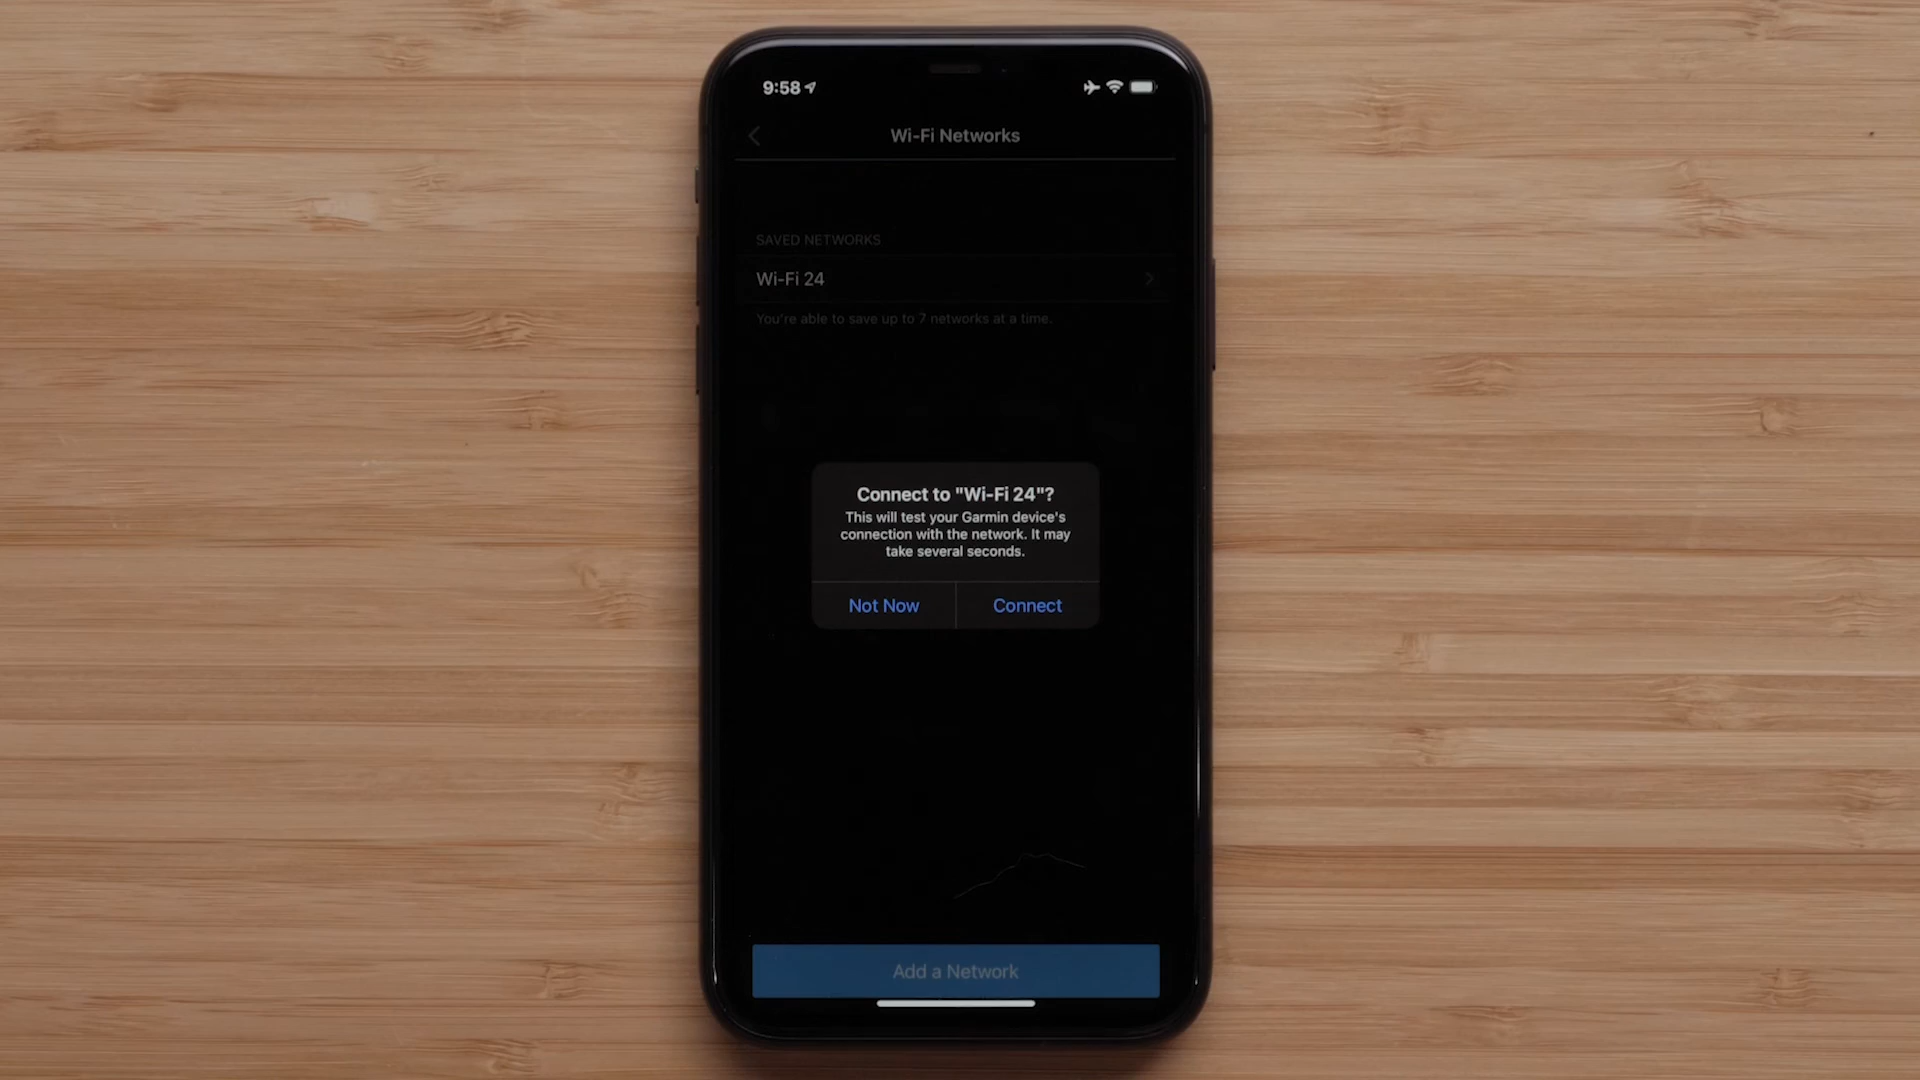 9:58
Wi-Fi Networks
SAVED NETWORKS
Wi-Fi 24
You're able to save up to 7 networks at a time.
Connect to "Wi-Fi 24"?
This will test your Garmin device's
connection with the network. It may
take several seconds.
Not Now
Connect
Add a Network